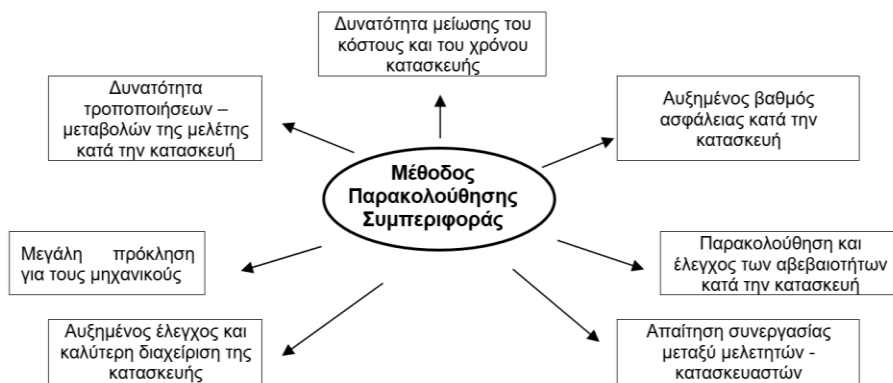 Δυνατότητα μείωσης του
κόστους και του χρόνου
κατασκευής
Δυνατότητα
τροποποιήσεων –
μεταβολών της μελέτης
κατά την κατασκευή
Αυξημένος βαθμός
ασφάλειας κατά την
κατασκευή
Μέθοδος
Παρακολούθησης
Συμπεριφοράς
Μεγάλη πρόκληση
για τους μηχανικούς
Παρακολούθηση και
έλεγχος των αβεβαιοτήτων
κατά την κατασκευή
Αυξημένος έλεγχος και
καλύτερη διαχείριση της
κατασκευής
Απαίτηση συνεργασίας
μεταξύ μελετητών -
κατασκευαστών